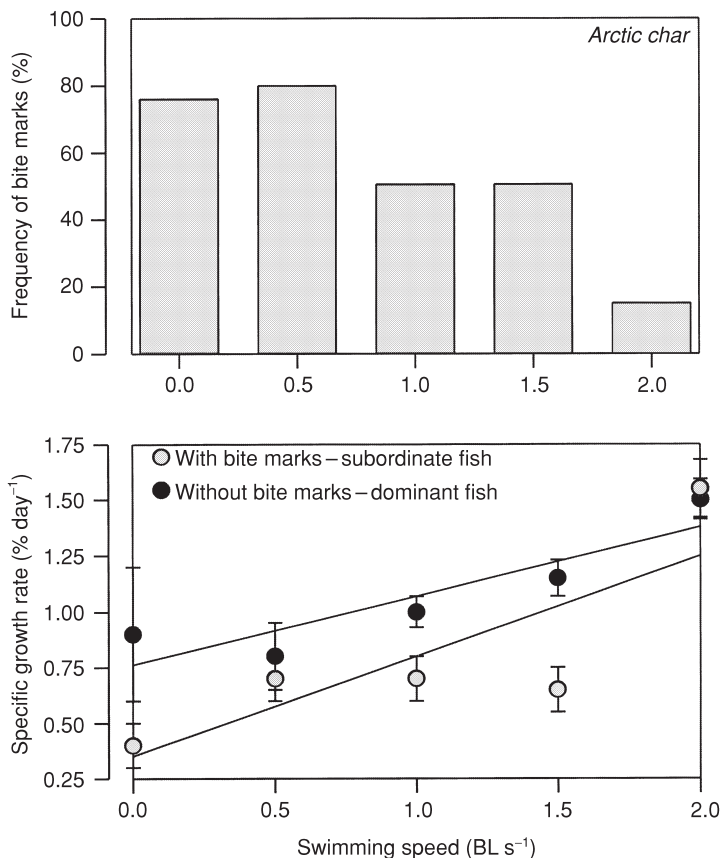 Arctic char
Frequency of bite marks (%)
100
80
60
40
20
0
0.0 0.5 1.0 1.5 2.0
Specific growth rate (% day⁻¹)
1.75
1.50
1.25
1.00
0.75
0.50
0.25
With bite marks – subordinate fish
Without bite marks – dominant fish
0.0 0.5 1.0 1.5 2.0
Swimming speed (BL s⁻¹)